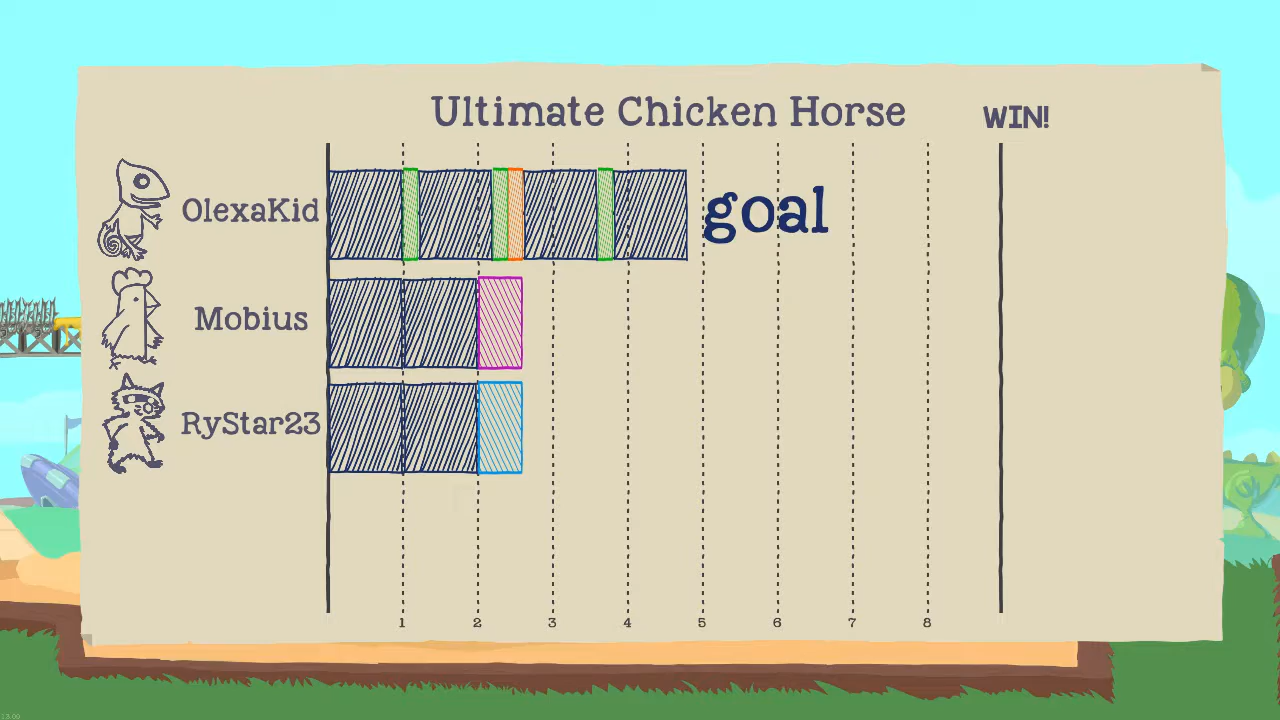 Ultimate Chicken Horse
WIN!
OlexaKid
goal
Mobius
RyStar23
1 2 3 4 5 6 7 8